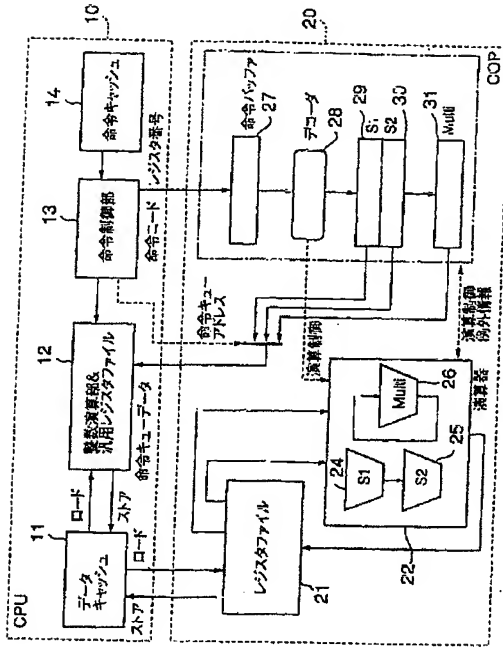 CPU
10
11
データ
キャッシュ
ロード
ストア
12
整数演算部&
汎用レジスタファイル
13
命令制御部
14
命令キャッシュ
ストア
ロード
命令キューデータ
命令キュー
アドレス
命令コード
レジスタ番号
20
COP
21
レジスタファイル
22
24
S1
S2
25
Multi
26
演算器
演算制御
演算制御
例外情報
命令バッファ
27
デコーダ
28
29
S1
30
S2
31
Multi